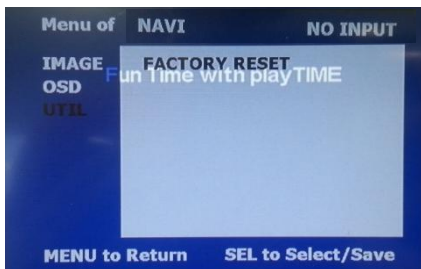 Menu of NAVI NO INPUT
IMAGE FACTORY RESET
Fun Time with playTIME
OSD
UTIL
MENU to Return SEL to Select/Save